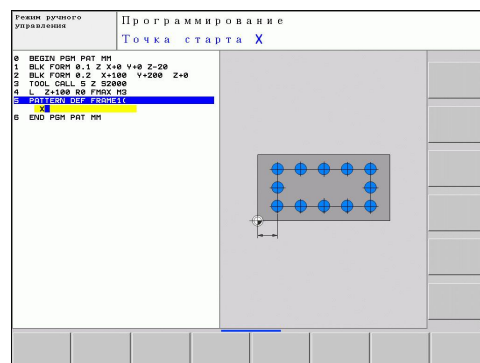 Режим ручного
управления
Программирование
Точка старта X
0 BEGIN PGM PAT MM
1 BLK FORM 0.1 Z X+0 Y+0 Z-20
2 BLK FORM 0.2 X+100 Y+200 Z+0
3 TOOL CALL 5 Z S2000
4 L Z+100 R0 FMAX M3
5 PATTERN DEF FRAME1(
X
6 END PGM PAT MM